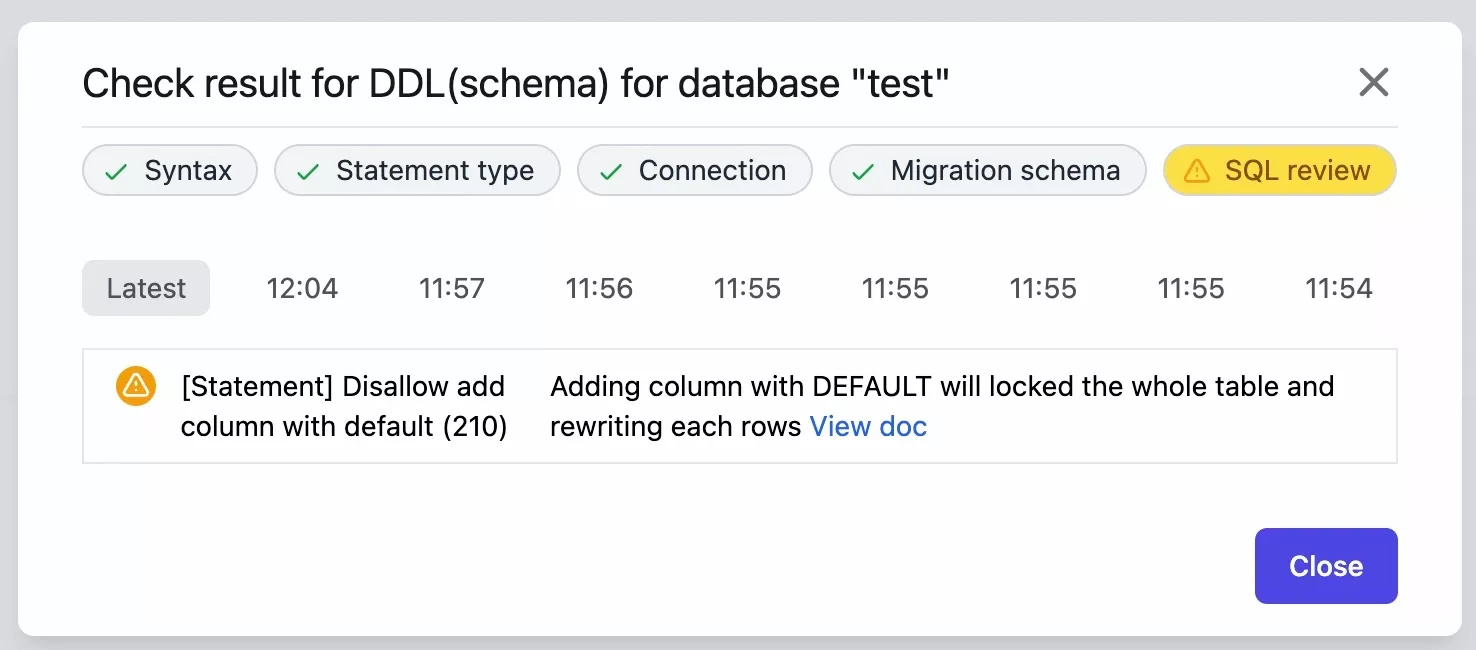 Check result for DDL(schema) for database "test"
Syntax
Statement type
Connection
Migration schema
SQL review
Latest 12:04 11:57 11:56 11:55 11:55 11:55 11:55 11:54
[Statement] Disallow add
column with default (210)
Adding column with DEFAULT will locked the whole table and
rewriting each rows View doc
Close